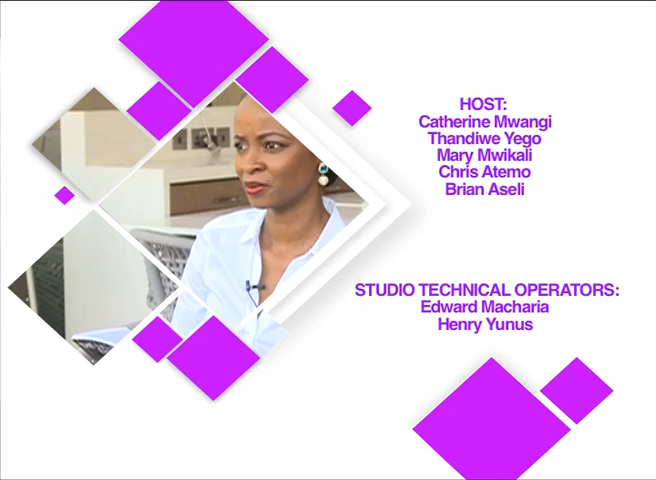 HOST:
Catherine Mwangi
Thandiwe Yego
Mary Mwikali
Chris Atemo
Brian Aseli
STUDIO TECHNICAL OPERATORS:
Edward Macharia
Henry Yunus